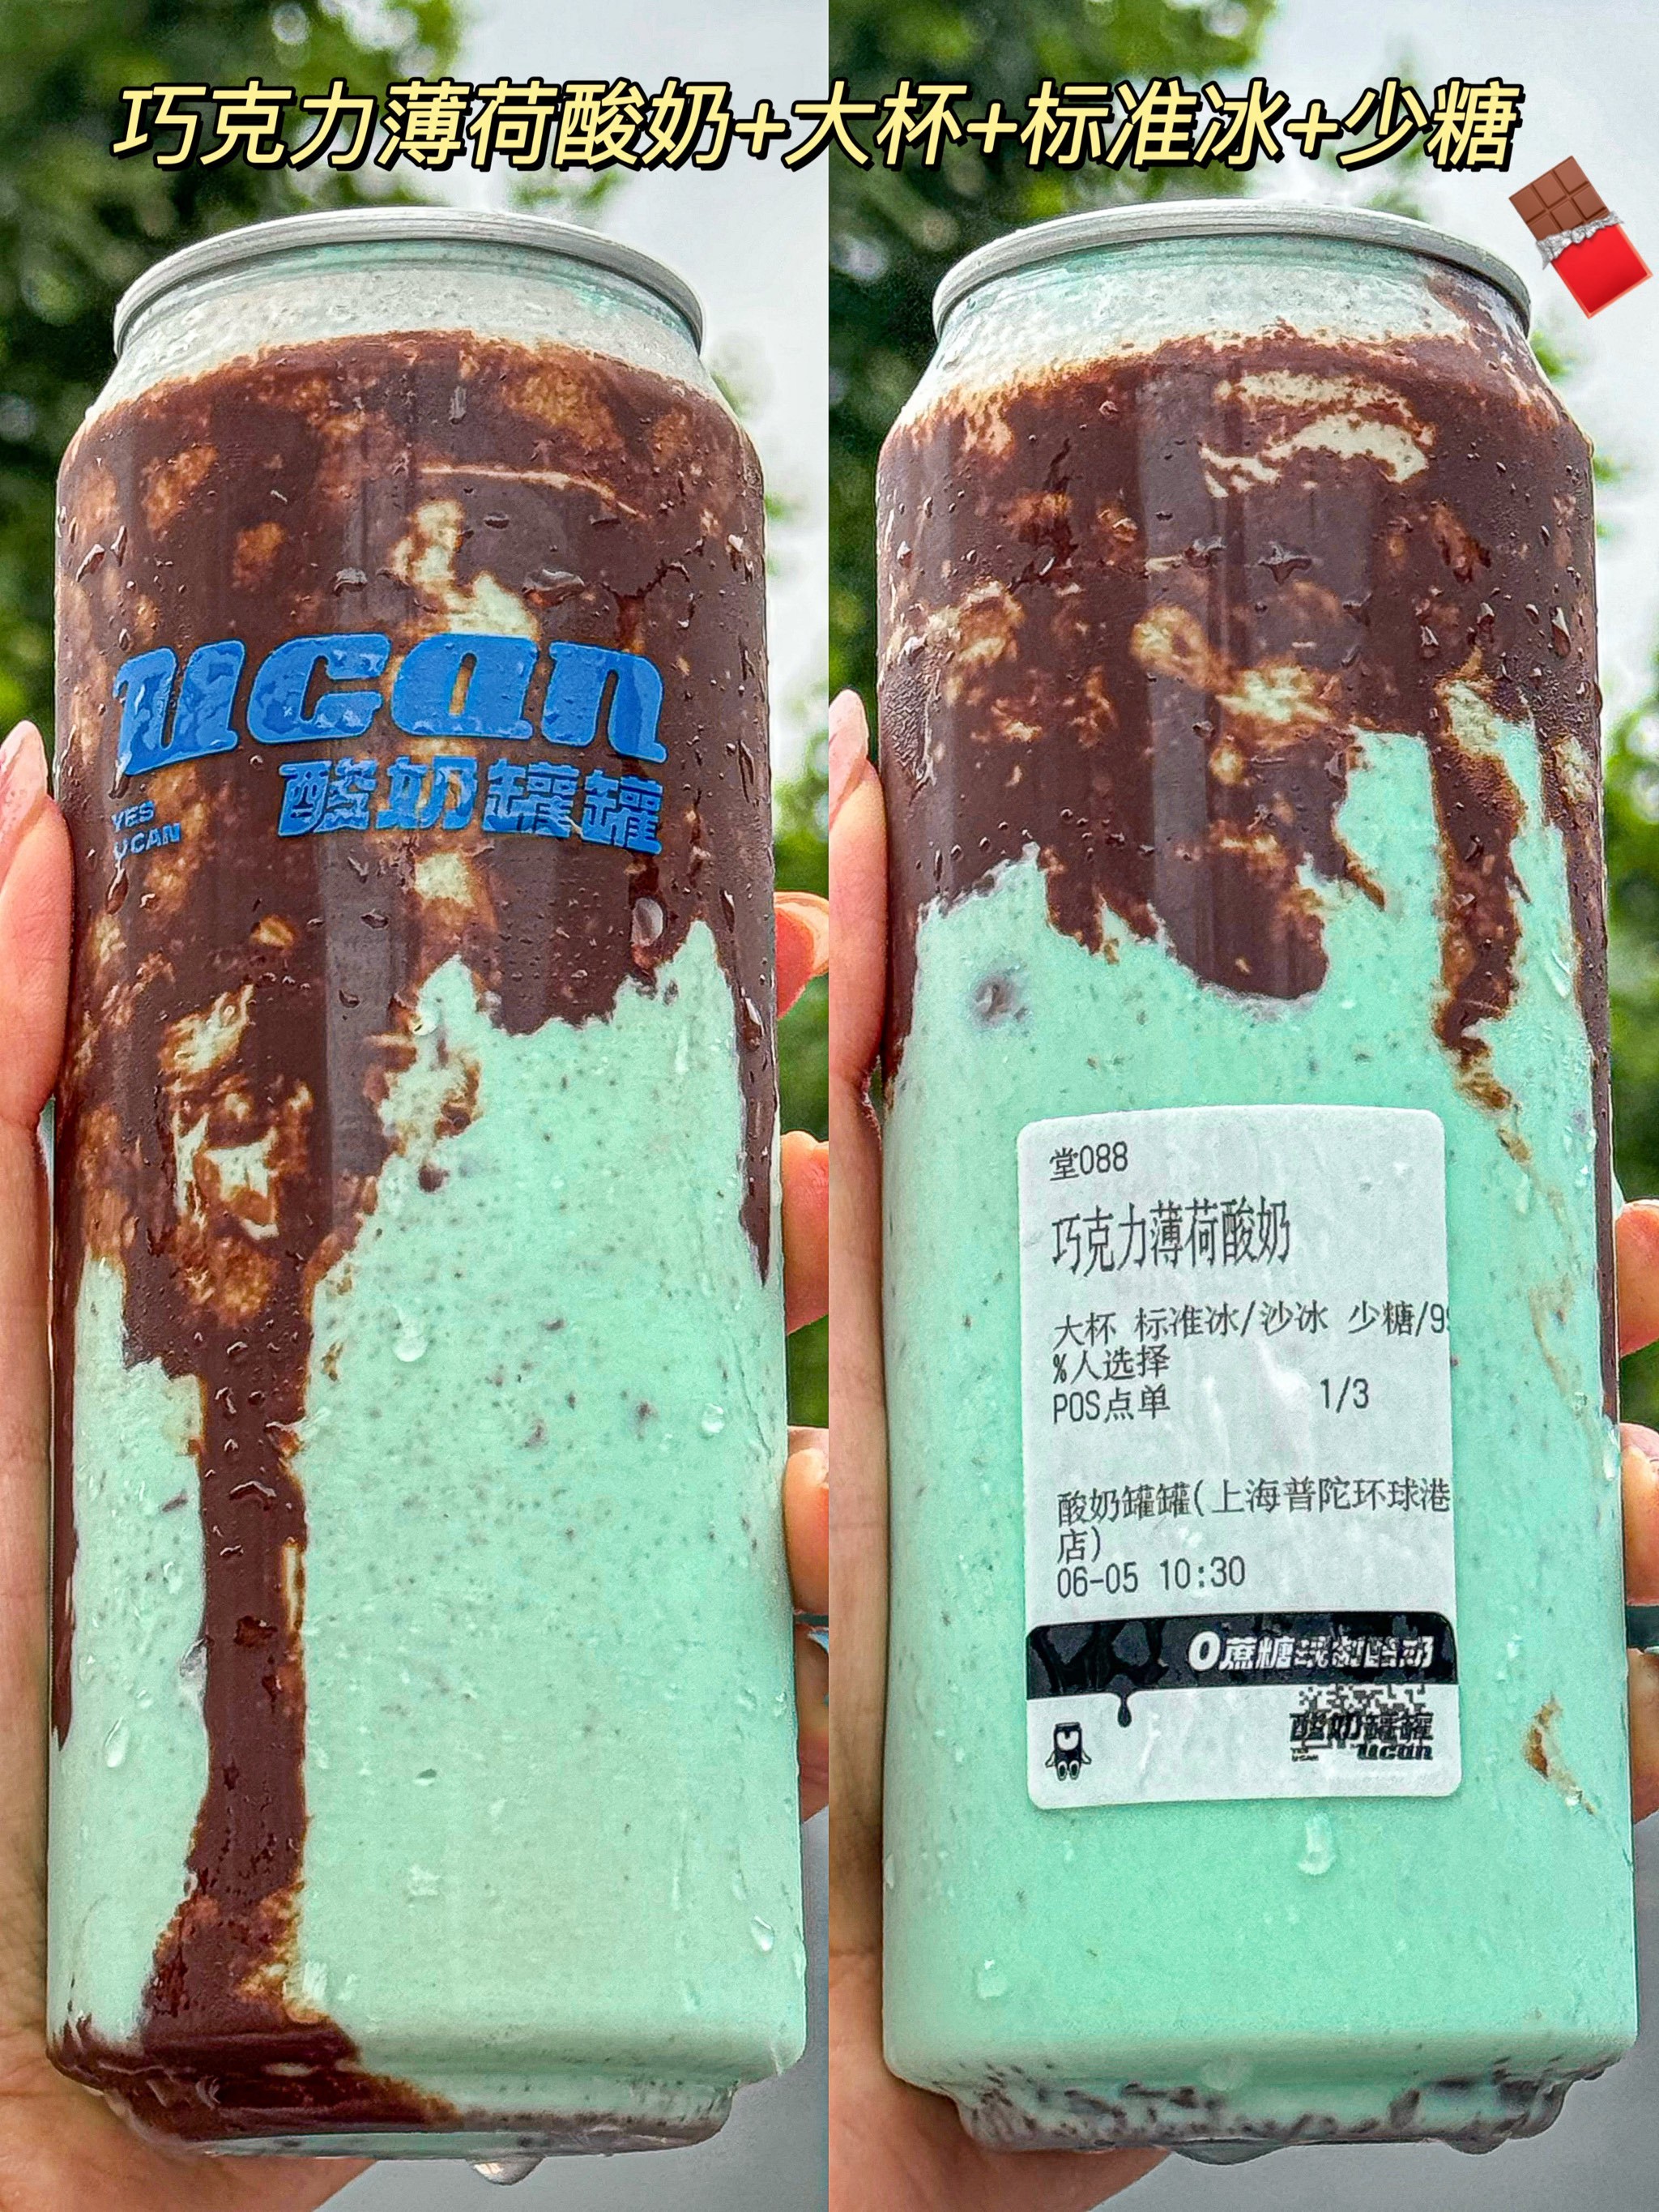 巧克力薄荷酸奶+大杯+标准冰+少糖
ucan
酸奶罐罐
YES
UCAN
堂088
巧克力薄荷酸奶
大杯 标准冰/沙冰 少糖/9
%人选择
POS点单 1/3
酸奶罐罐(上海普陀环球港
店)
06-05 10:30
0蔗糖
酸奶罐罐
ucan